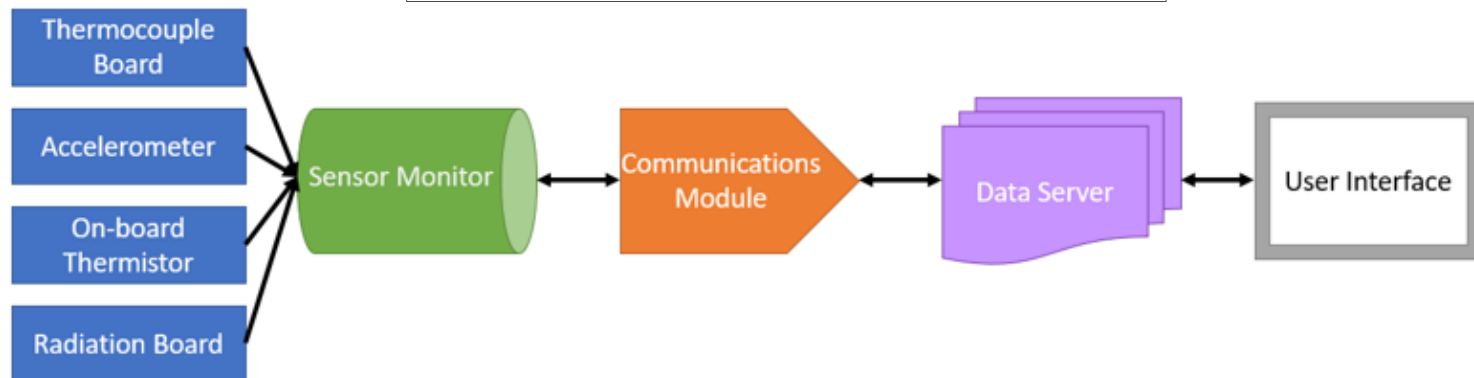 Thermocouple
Board
Accelerometer
On-board
Thermistor
Radiation Board
Sensor Monitor
Communications
Module
Data Server
User Interface